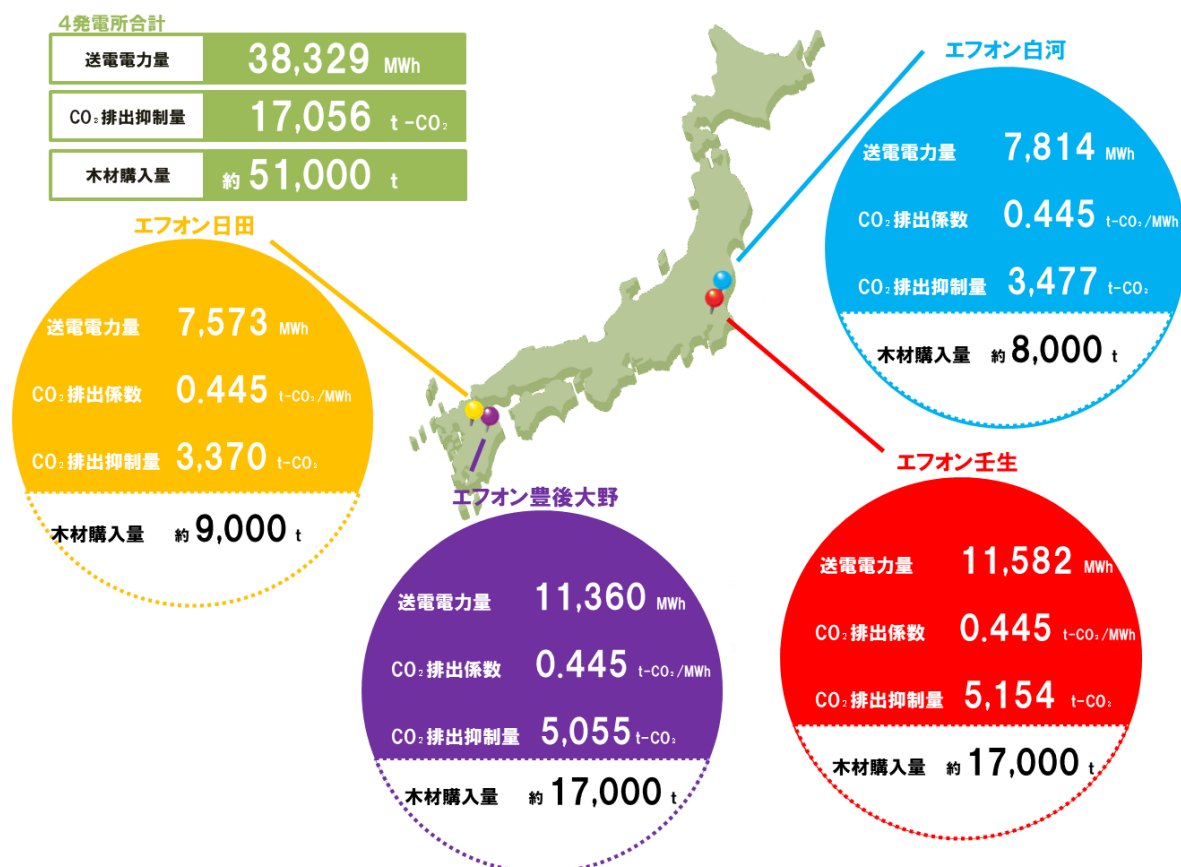 4発電所合計
送電電力量 38,329 MWh
CO₂排出抑制量 17,056 t-CO₂
木材購入量 約 51,000 t
エフオン白河
送電電力量 7,814 MWh
CO₂排出係数 0.445 t-CO₂/MWh
CO₂排出抑制量 3,477 t-CO₂
木材購入量 約 8,000 t
エフオン日田
送電電力量 7,573 MWh
CO₂排出係数 0.445 t-CO₂/MWh
CO₂排出抑制量 3,370 t-CO₂
木材購入量 約 9,000 t
エフオン豊後大野
送電電力量 11,360 MWh
CO₂排出係数 0.445 t-CO₂/MWh
CO₂排出抑制量 5,055 t-CO₂
木材購入量 約 17,000 t
エフオン壬生
送電電力量 11,582 MWh
CO₂排出係数 0.445 t-CO₂/MWh
CO₂排出抑制量 5,154 t-CO₂
木材購入量 約 17,000 t